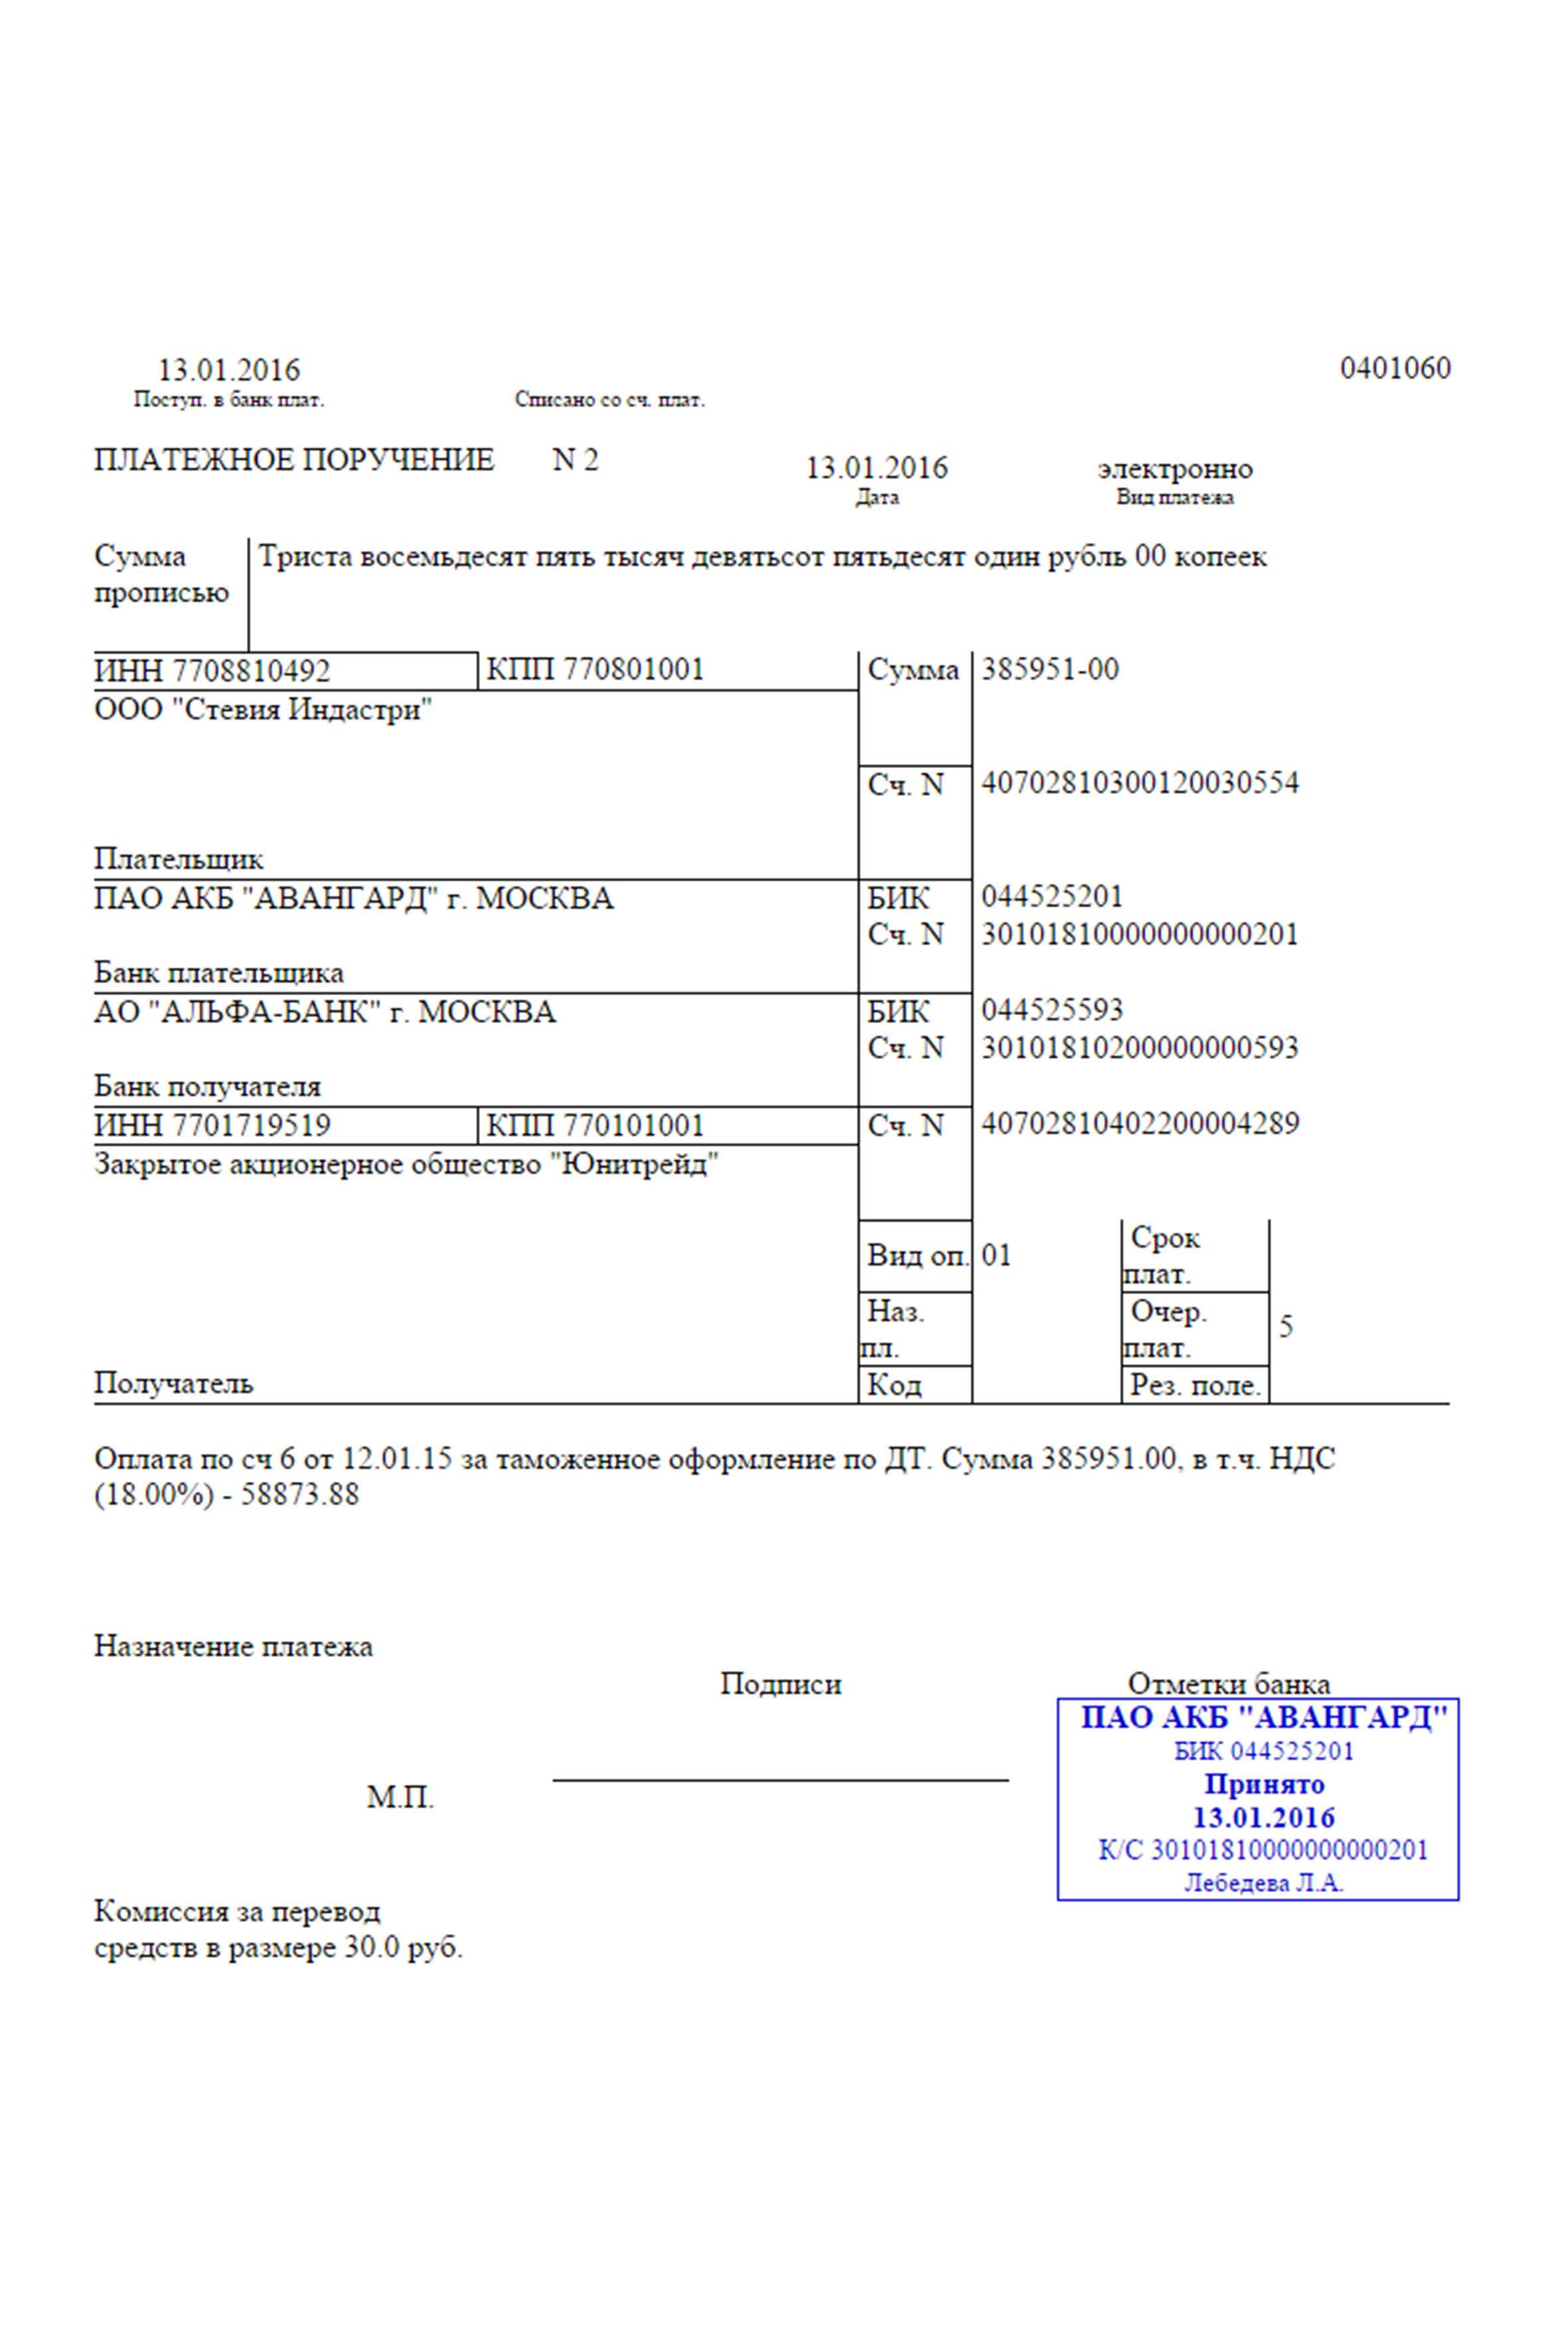 13.01.2016
0401060
Поступ. в банк плат.
Списано со сч. плат.
ПЛАТЕЖНОЕ ПОРУЧЕНИЕ N 2
13.01.2016
электронно
Дата
Вид платежа
Сумма
прописью
Триста восемьдесят пять тысяч девятьсот пятьдесят один рубль 00 копеек
ИНН 7708810492
КПП 770801001
Сумма
385951-00
ООО "Стевия Индастри"
Сч. N
40702810300120030554
Плательщик
ПАО АКБ "АВАНГАРД" г. МОСКВА
БИК
044525201
Сч. N
30101810000000000201
Банк плательщика
АО "АЛЬФА-БАНК" г. МОСКВА
БИК
044525593
Сч. N
30101810200000000593
Банк получателя
ИНН 7701719519
КПП 770101001
Сч. N
40702810402200004289
Закрытое акционерное общество "Юнитрейд"
Вид оп.
01
Срок
плат.
Наз.
пл.
Очер.
плат.
5
Получатель
Код
Рез. поле.
Оплата по сч 6 от 12.01.15 за таможенное оформление по ДТ. Сумма 385951.00, в т.ч. НДС
(18.00%) - 58873.88
Назначение платежа
Подписи
Отметки банка
ПАО АКБ "АВАНГАРД"
БИК 044525201
Принято
13.01.2016
К/С 30101810000000000201
Лебедева Л.А.
М.П.
Комиссия за перевод
средств в размере 30.0 руб.